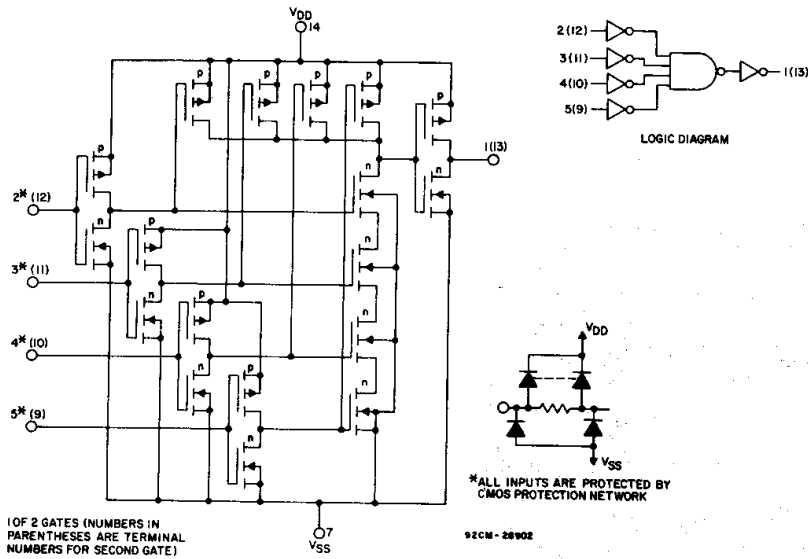 VDD
14
p
p
p
p
p
p
n
n
n
n
n
n
2* (12)
3* (11)
4* (10)
5* (9)
p
n
p
n
p
n
1(13)
7
VSS
1 OF 2 GATES (NUMBERS IN
PARENTHESES ARE TERMINAL
NUMBERS FOR SECOND GATE)
2 (12)
3 (11)
4 (10)
5(9)
1(13)
LOGIC DIAGRAM
VDD
VSS
*ALL INPUTS ARE PROTECTED BY
CMOS PROTECTION NETWORK
92CM-28902